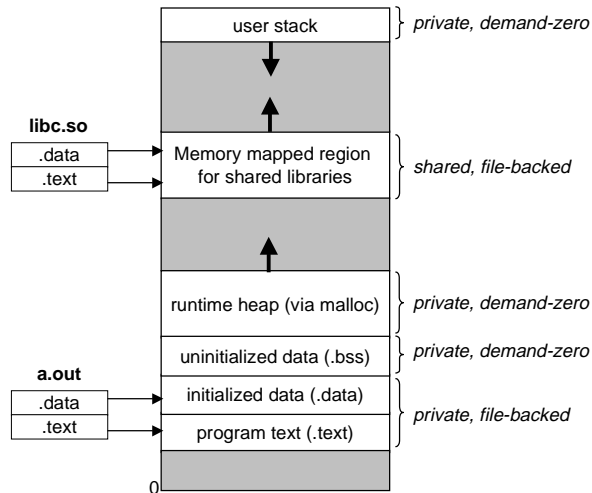 user stack
private, demand-zero
libc.so
.data
.text
Memory mapped region
for shared libraries
shared, file-backed
runtime heap (via malloc)
private, demand-zero
uninitialized data (.bss)
private, demand-zero
a.out
.data
.text
initialized data (.data)
program text (.text)
private, file-backed
0